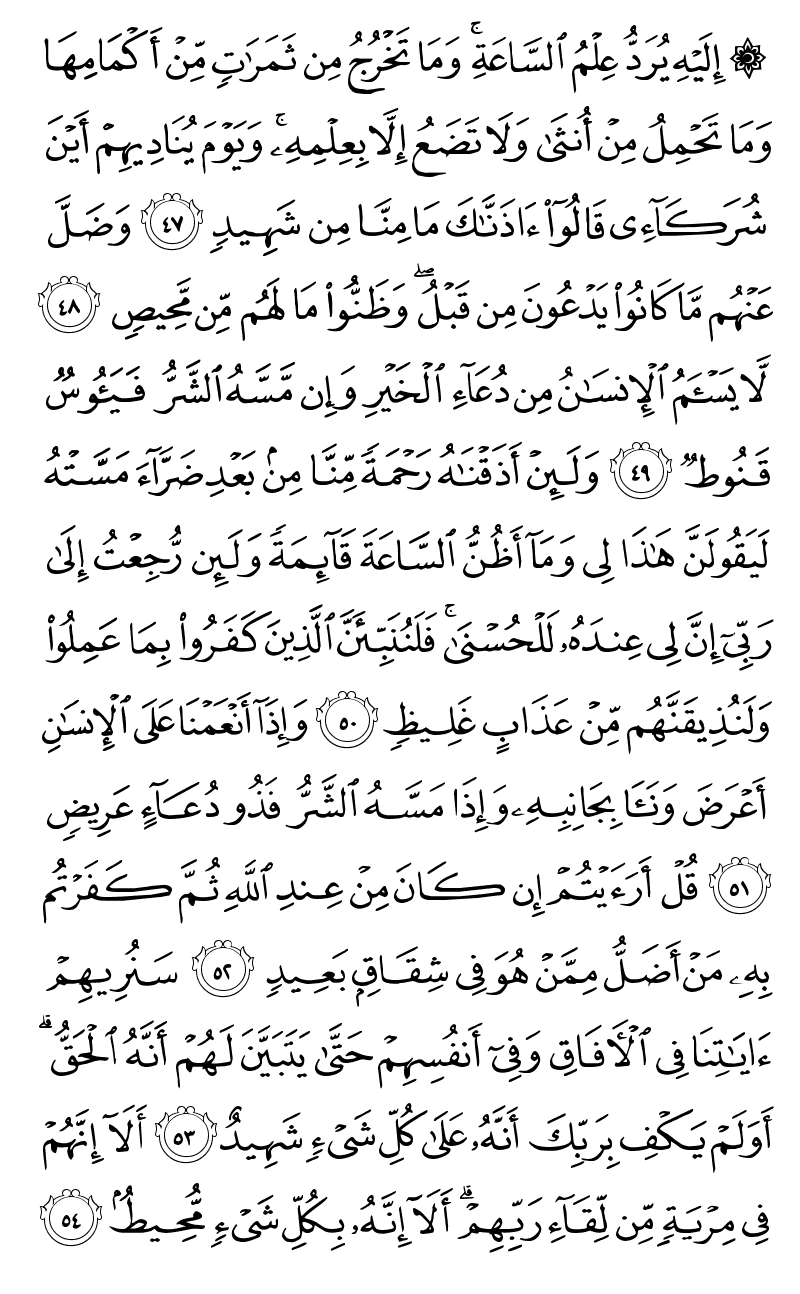 ۞ إِلَيْهِ يُرَدُّ عِلْمُ ٱلسَّاعَةِ ۚ وَمَا تَخْرُجُ مِن ثَمَرَٰتٍ مِّنْ أَكْمَامِهَا
وَمَا تَحْمِلُ مِنْ أُنثَىٰ وَلَا تَضَعُ إِلَّا بِعِلْمِهِۦ ۚ وَيَوْمَ يُنَادِيهِمْ أَيْنَ
شُرَكَآءِى قَالُوٓا۟ ءَاذَنَّـٰكَ مَا مِنَّا مِن شَهِيدٍ ٤٧ وَضَلَّ
عَنْهُم مَّا كَانُوا۟ يَدْعُونَ مِن قَبْلُ ۖ وَظَنُّوا۟ مَا لَهُم مِّن مَّحِيصٍ ٤٨
لَّا يَسْـَٔمُ ٱلْإِنسَـٰنُ مِن دُعَآءِ ٱلْخَيْرِ وَإِن مَّسَّهُ ٱلشَّرُّ فَيَـُٔوسٌ
قَنُوطٌ ٤٩ وَلَئِنْ أَذَقْنَـٰهُ رَحْمَةً مِّنَّا مِنۢ بَعْدِ ضَرَّآءَ مَسَّتْهُ
لَيَقُولَنَّ هَـٰذَا لِى وَمَآ أَظُنُّ ٱلسَّاعَةَ قَآئِمَةً وَلَئِن رُّجِعْتُ إِلَىٰ
رَبِّىٓ إِنَّ لِى عِندَهُۥ لَلْحُسْنَىٰ ۚ فَلَنُنَبِّئَنَّ ٱلَّذِينَ كَفَرُوا۟ بِمَا عَمِلُوا۟
وَلَنُذِيقَنَّهُم مِّنْ عَذَابٍ غَلِيظٍ ٥٠ وَإِذَآ أَنْعَمْنَا عَلَى ٱلْإِنسَـٰنِ
أَعْرَضَ وَنَـَٔا بِجَانِبِهِۦ وَإِذَا مَسَّهُ ٱلشَّرُّ فَذُو دُعَآءٍ عَرِيضٍ
٥١ قُلْ أَرَءَيْتُمْ إِن كَانَ مِنْ عِندِ ٱللَّهِ ثُمَّ كَفَرْتُم
بِهِۦ مَنْ أَضَلُّ مِمَّنْ هُوَ فِى شِقَاقٍۭ بَعِيدٍ ٥٢ سَنُرِيهِمْ
ءَايَـٰتِنَا فِى ٱلْـَٔافَاقِ وَفِىٓ أَنفُسِهِمْ حَتَّىٰ يَتَبَيَّنَ لَهُمْ أَنَّهُ ٱلْحَقُّ ۗ
أَوَلَمْ يَكْفِ بِرَبِّكَ أَنَّهُۥ عَلَىٰ كُلِّ شَىْءٍ شَهِيدٌ ٥٣ أَلَآ إِنَّهُمْ
فِى مِرْيَةٍ مِّن لِّقَآءِ رَبِّهِمْ ۗ أَلَآ إِنَّهُۥ بِكُلِّ شَىْءٍ مُّحِيطٌۢ ٥٤